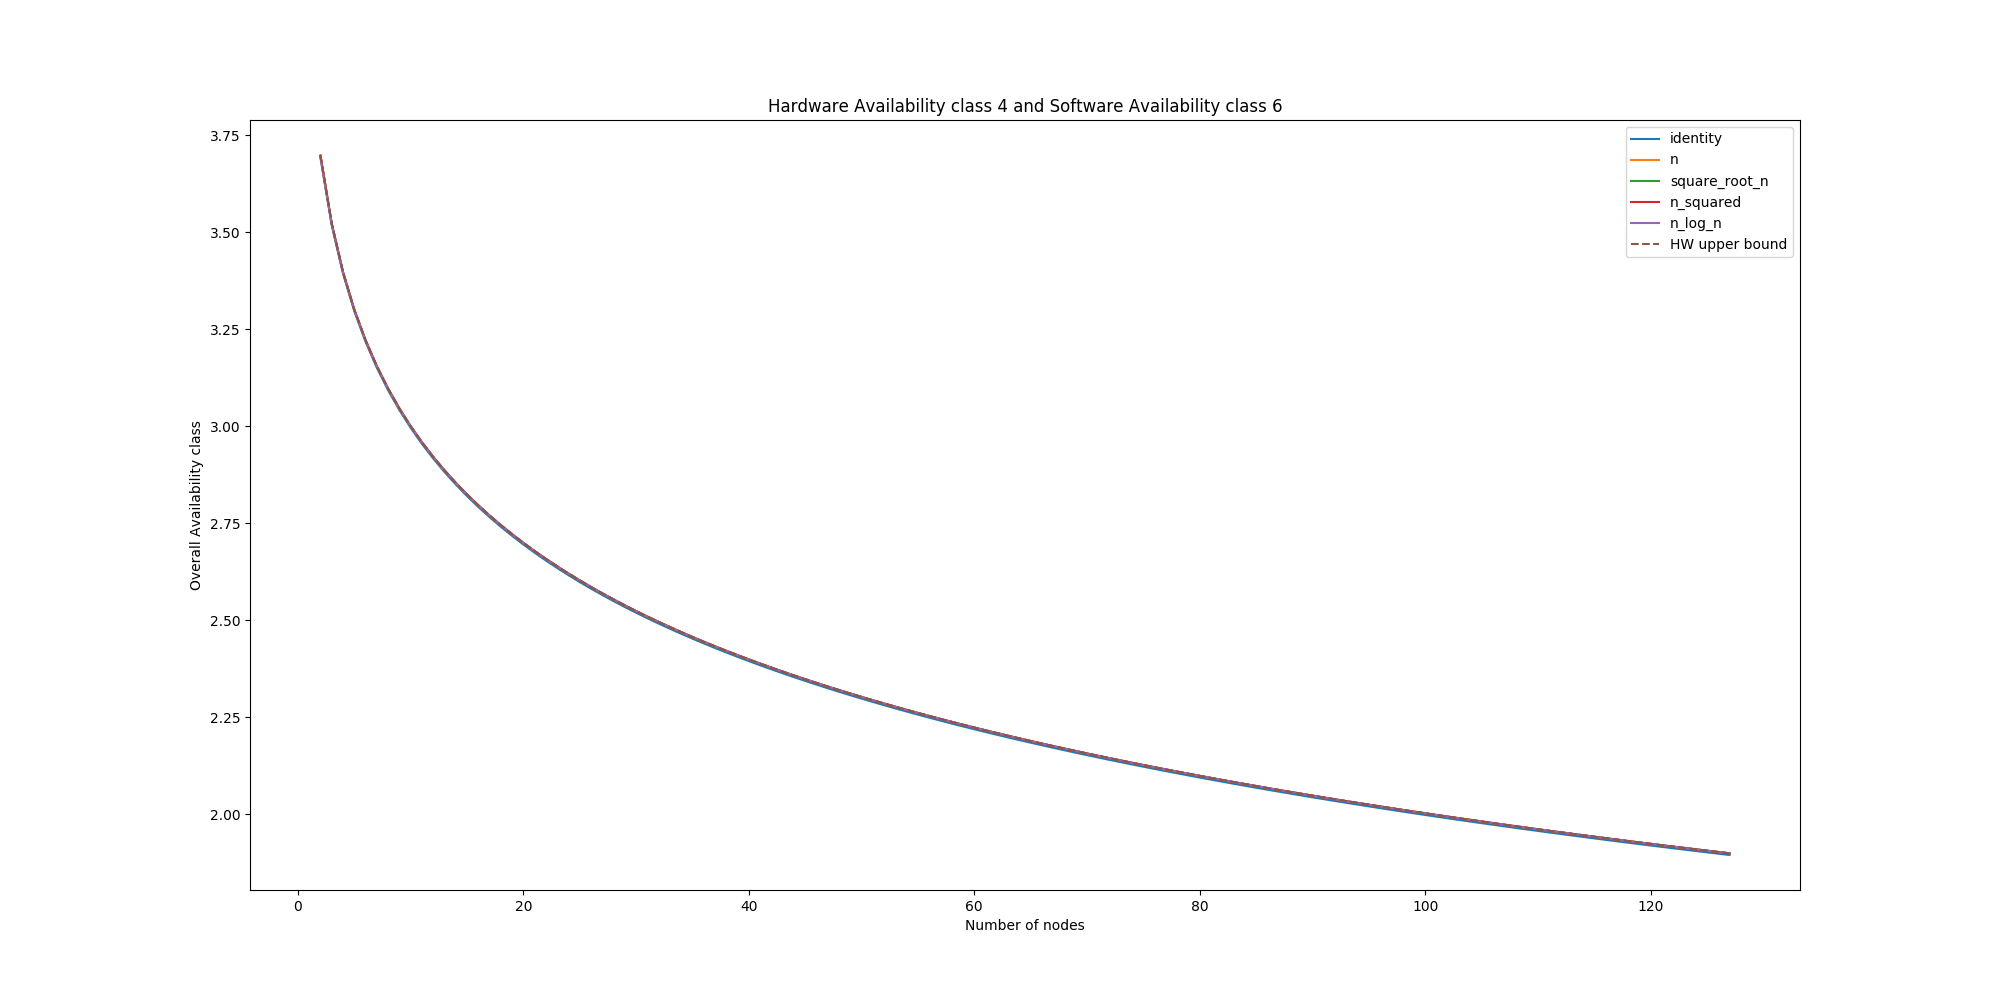 Hardware Availability class 4 and Software Availability class 6
identity
n
square_root_n
n_squared
n_log_n
HW upper bound
3.75
3.50
3.25
3.00
2.75
2.50
2.25
2.00
Overall Availability class
0 20 40 60 80 100 120
Number of nodes